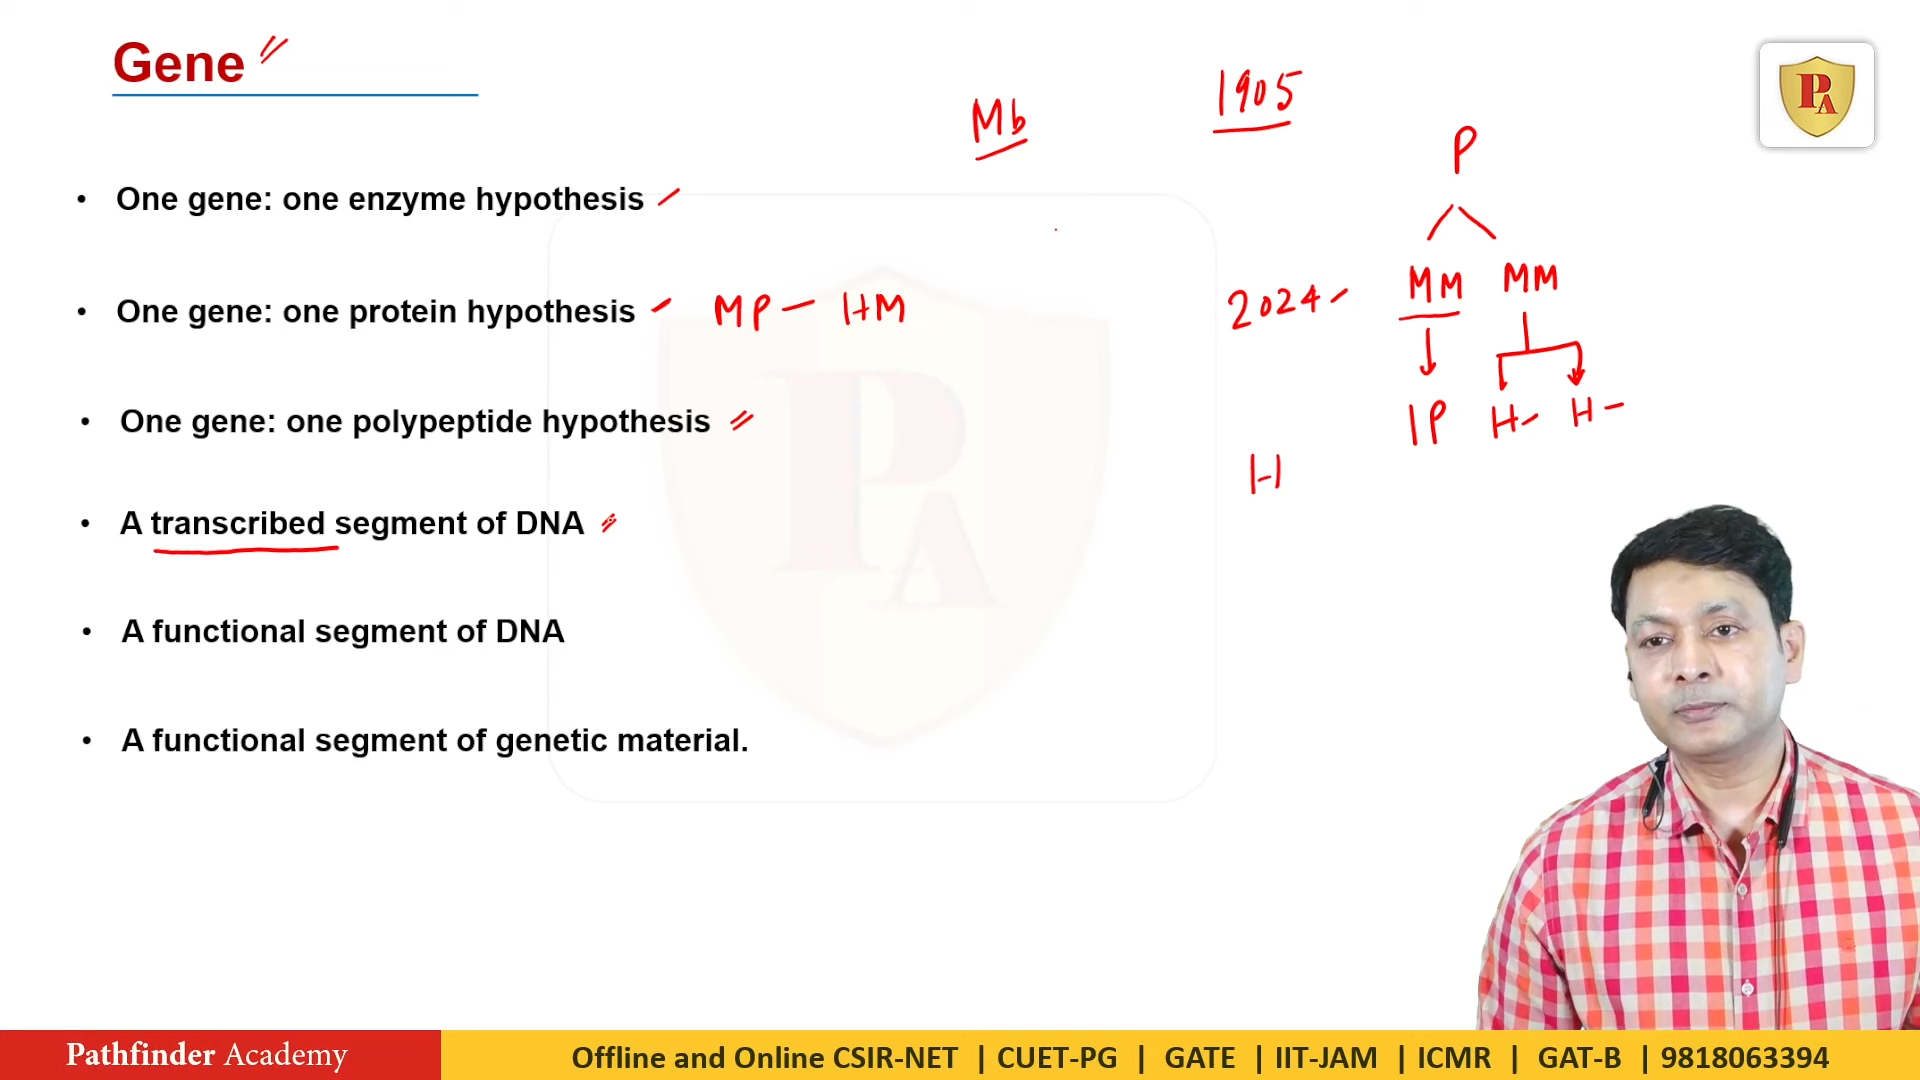 Gene
1905
Mb
P
One gene: one enzyme hypothesis
MM MM
2024
One gene: one protein hypothesis MP - HM
1P H- H-
One gene: one polypeptide hypothesis
H
A transcribed segment of DNA
A functional segment of DNA
A functional segment of genetic material.
PA
PA
Pathfinder Academy
Offline and Online CSIR-NET | CUET-PG | GATE | IIT-JAM | ICMR | GAT-B | 9818063394